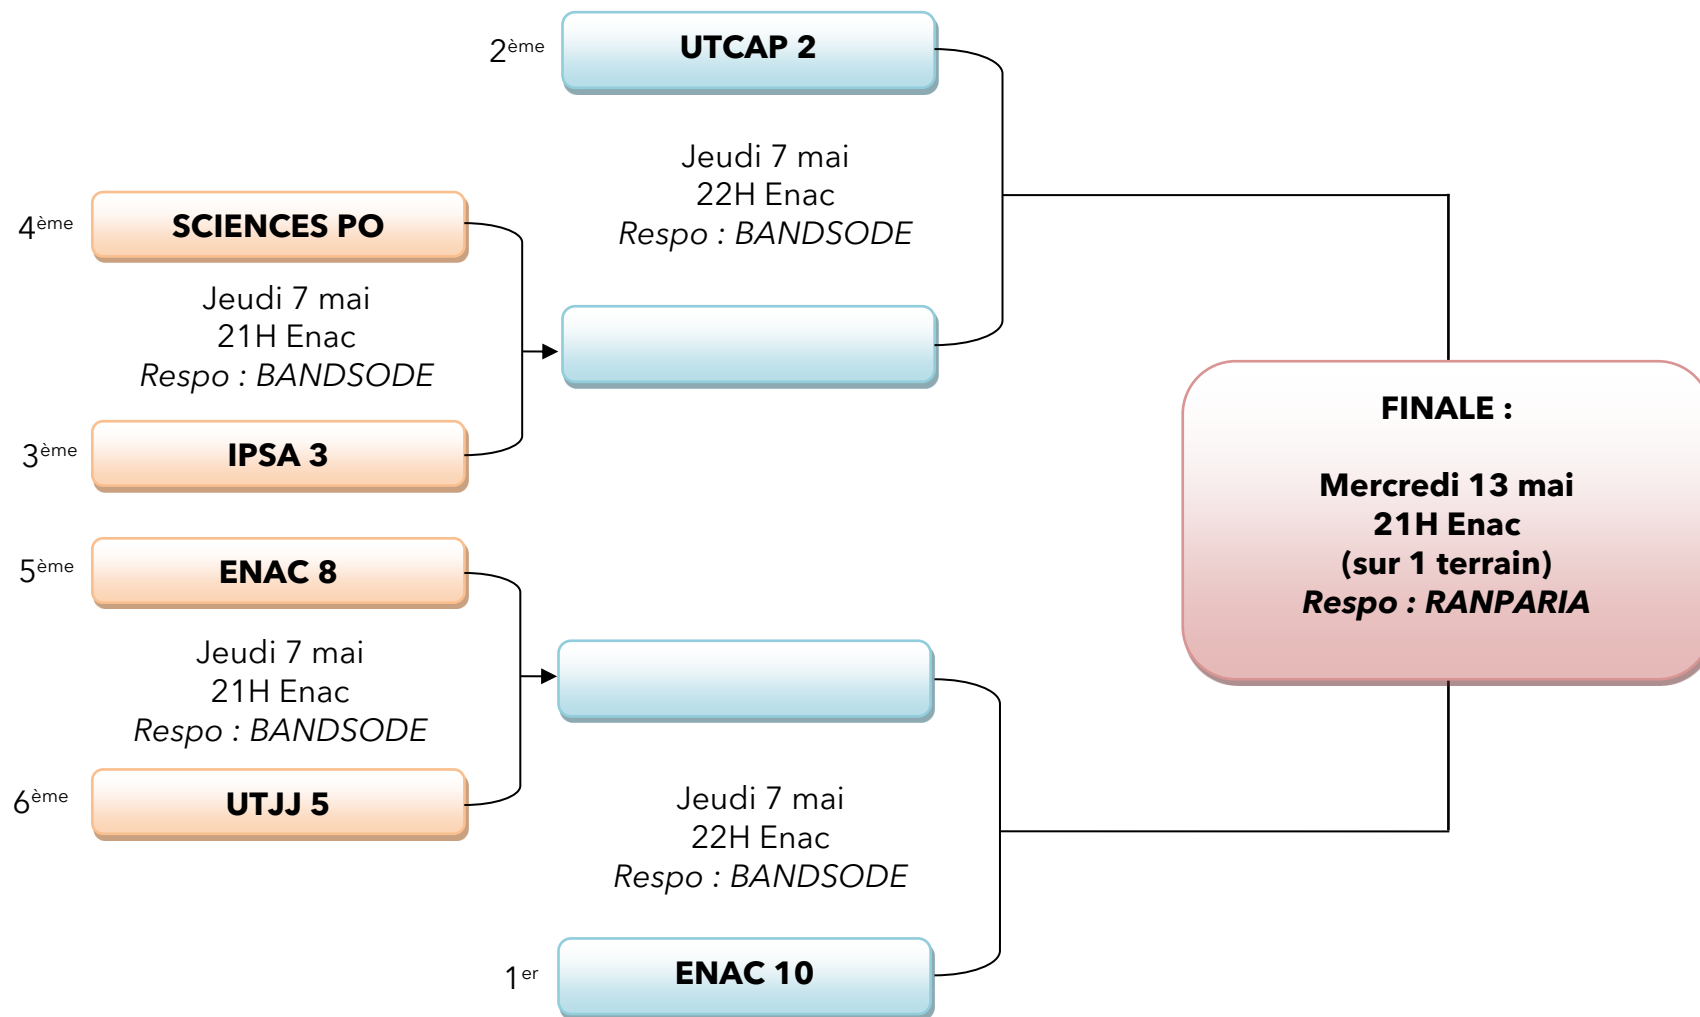 2ème
UTCAP 2
Jeudi 7 mai
22H Enac
Respo : BANDSODE
4ème
SCIENCES PO
Jeudi 7 mai
21H Enac
Respo : BANDSODE
3ème
IPSA 3
5ème
ENAC 8
Jeudi 7 mai
21H Enac
Respo : BANDSODE
6ème
UTJJ 5
Jeudi 7 mai
22H Enac
Respo : BANDSODE
1er
ENAC 10
FINALE :
Mercredi 13 mai
21H Enac
(sur 1 terrain)
Respo : RANPARIA